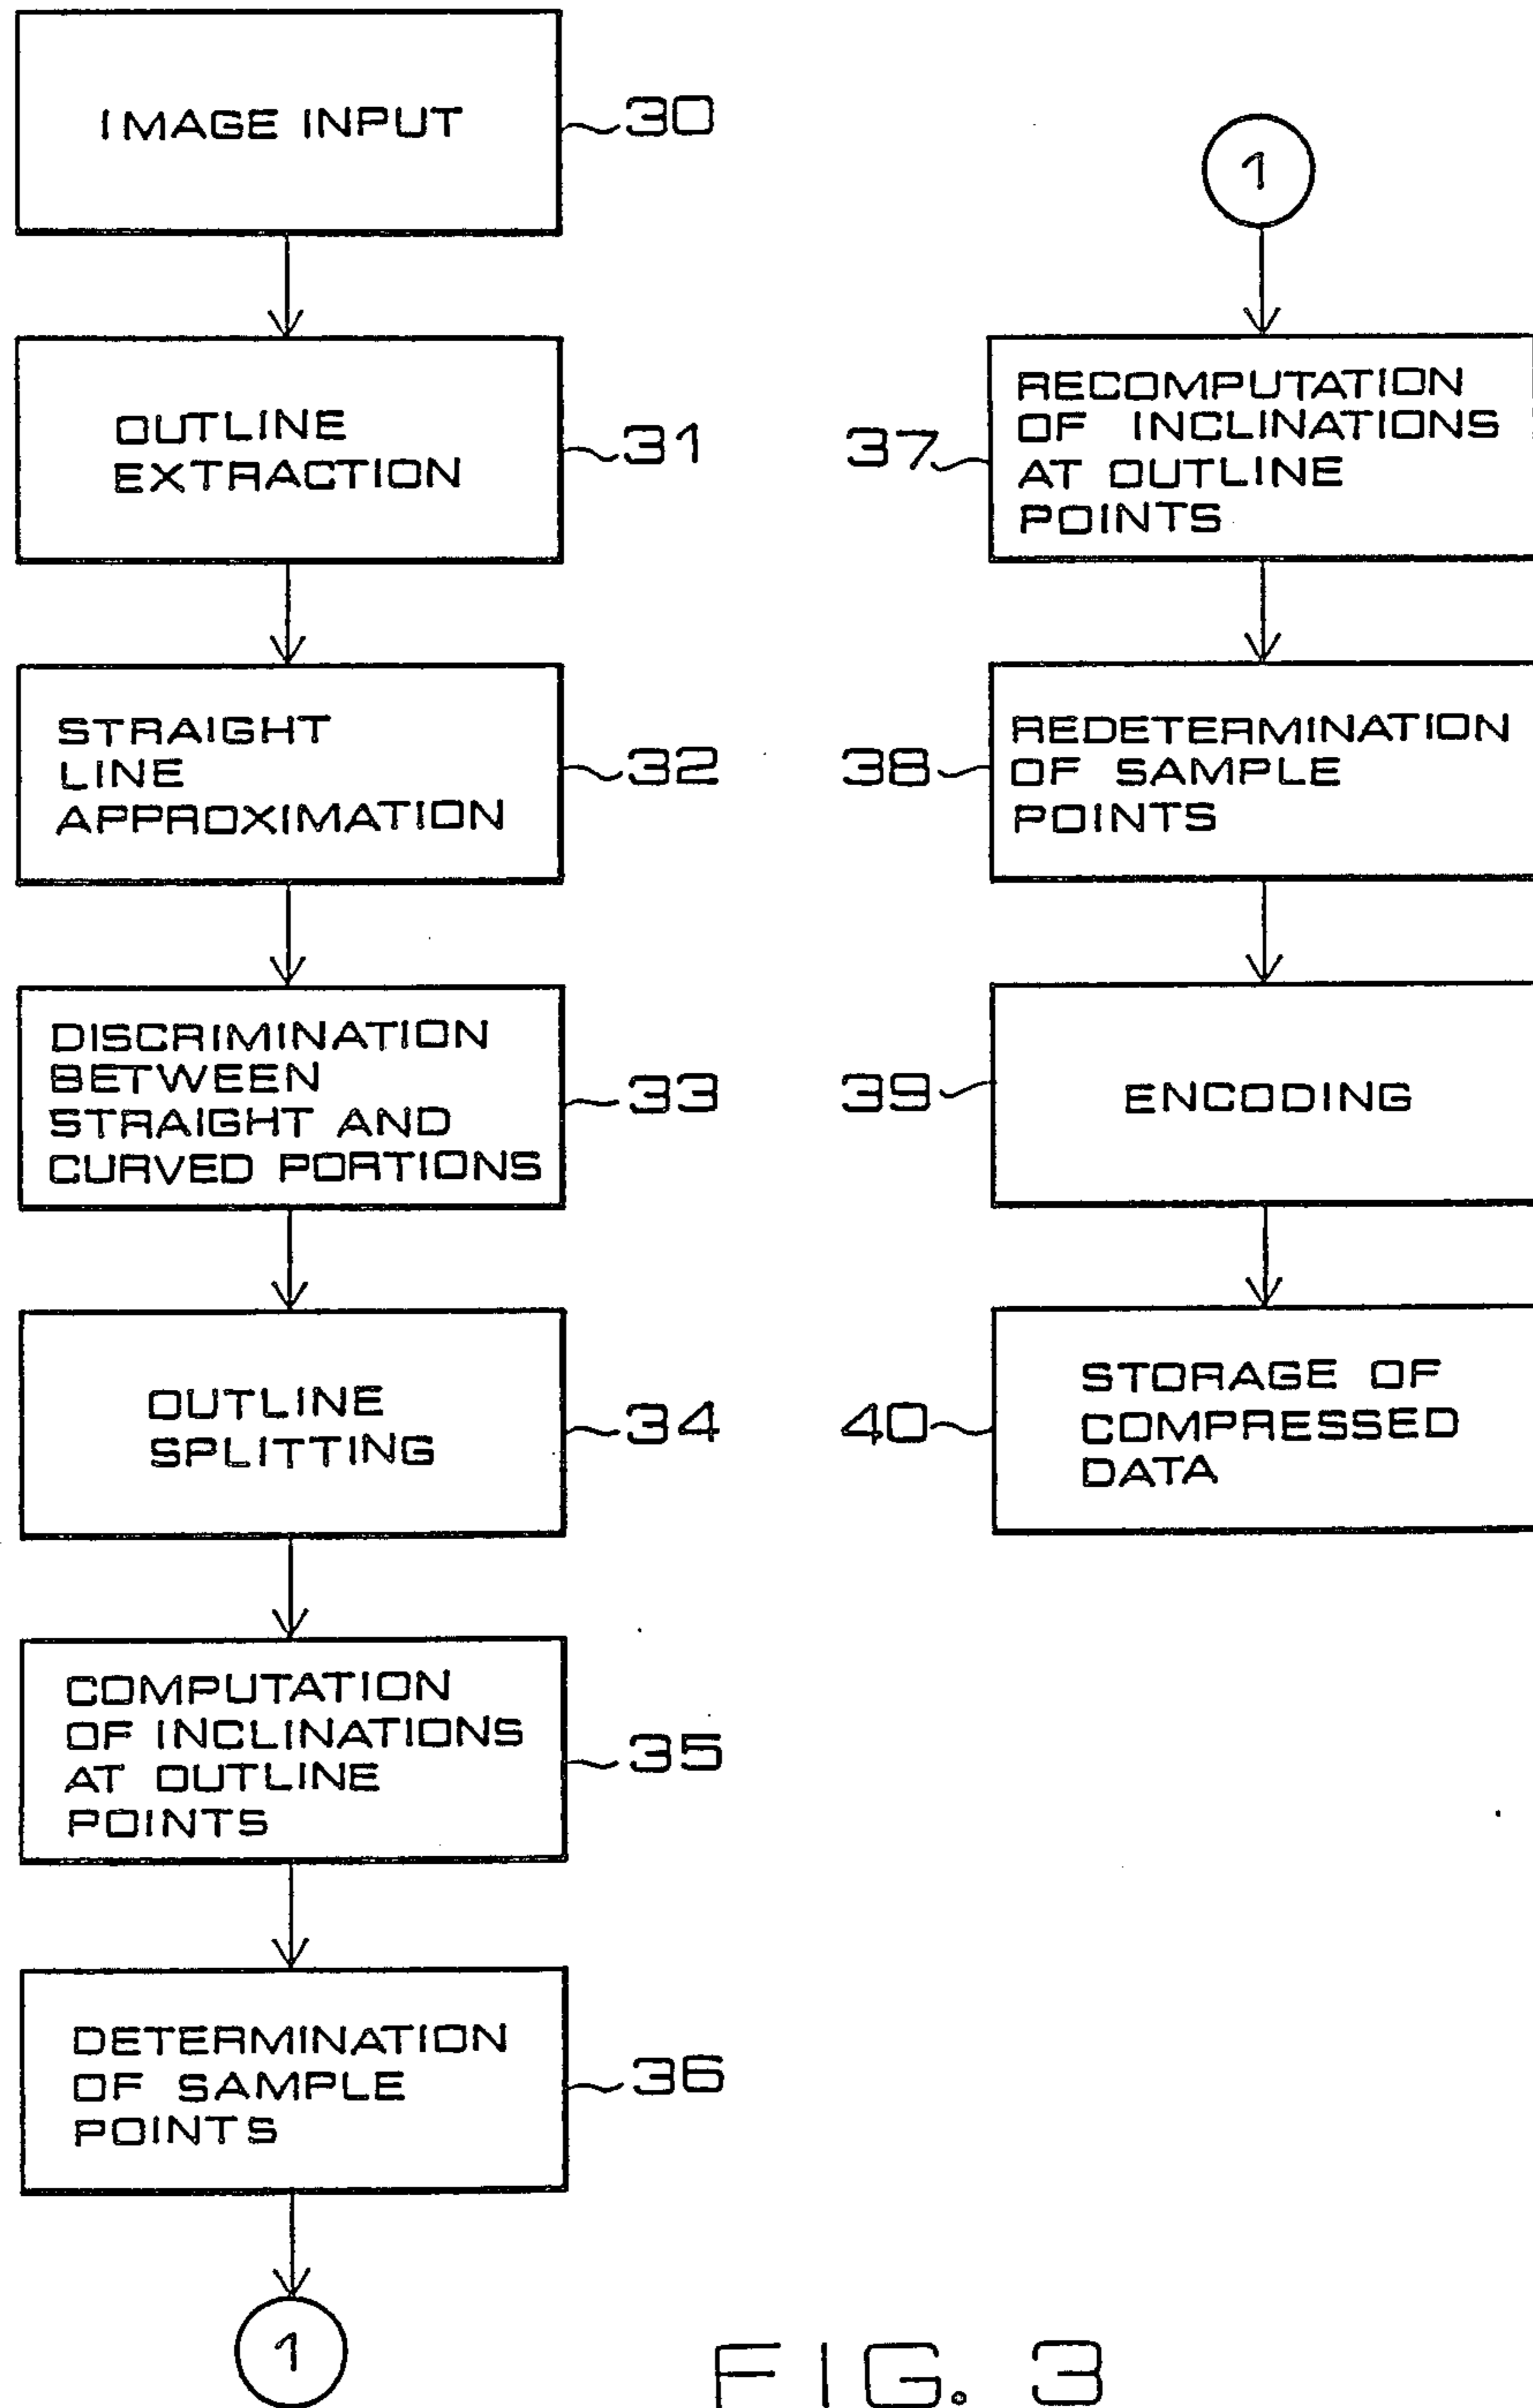 IMAGE INPUT
30
OUTLINE
EXTRACTION
31
STRAIGHT
LINE
APPROXIMATION
32
DISCRIMINATION
BETWEEN
STRAIGHT AND
CURVED PORTIONS
33
OUTLINE
SPLITTING
34
COMPUTATION
OF INCLINATIONS
AT OUTLINE
POINTS
35
DETERMINATION
OF SAMPLE
POINTS
36
1
1
RECOMPUTATION
OF INCLINATIONS
AT OUTLINE
POINTS
37
REDETERMINATION
OF SAMPLE
POINTS
38
ENCODING
39
STORAGE OF
COMPRESSED
DATA
40
FIG. 3